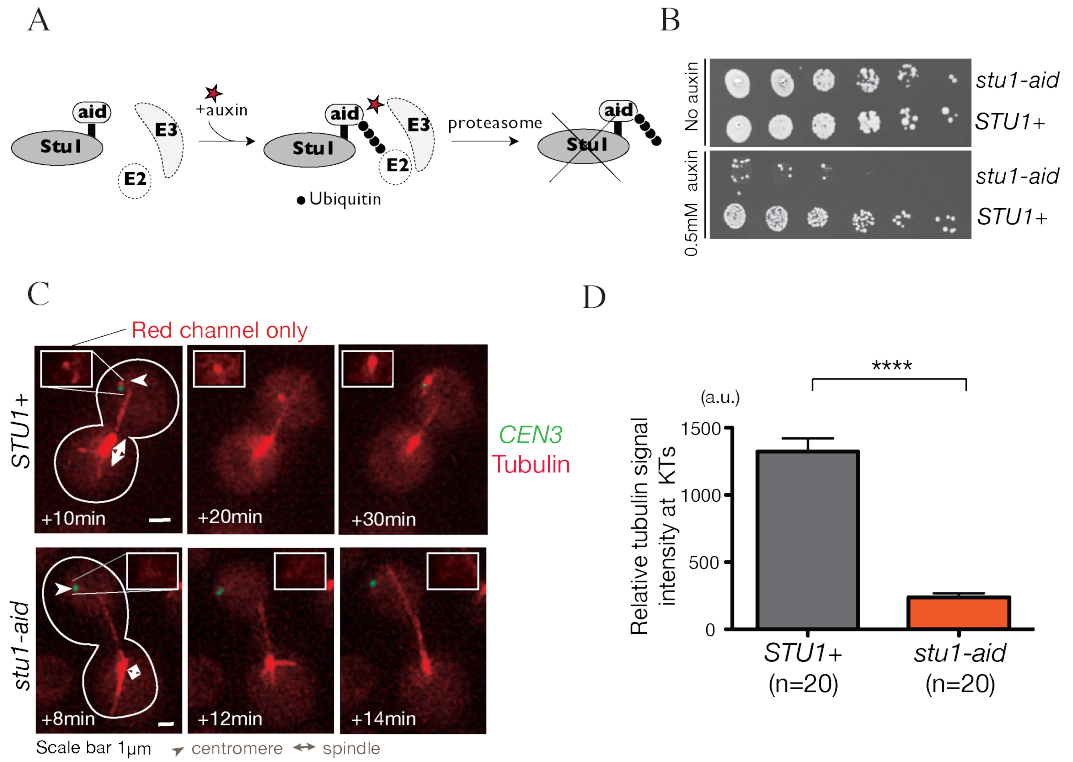 A
aid
Stu1
E3
E2
+auxin
aid
Stu1
E3
E2
Ubiquitin
proteasome
aid
Stu1
B
No auxin
stu1-aid
STU1+
0.5mM auxin
stu1-aid
STU1+
C
Red channel only
STU1+
+10min
+20min
+30min
CEN3
Tubulin
stu1-aid
+8min
+12min
+14min
Scale bar 1µm
centromere
spindle
D
****
(a.u.)
Relative tubulin signal
intensity at KTs
1500
1000
500
0
STU1+
(n=20)
stu1-aid
(n=20)